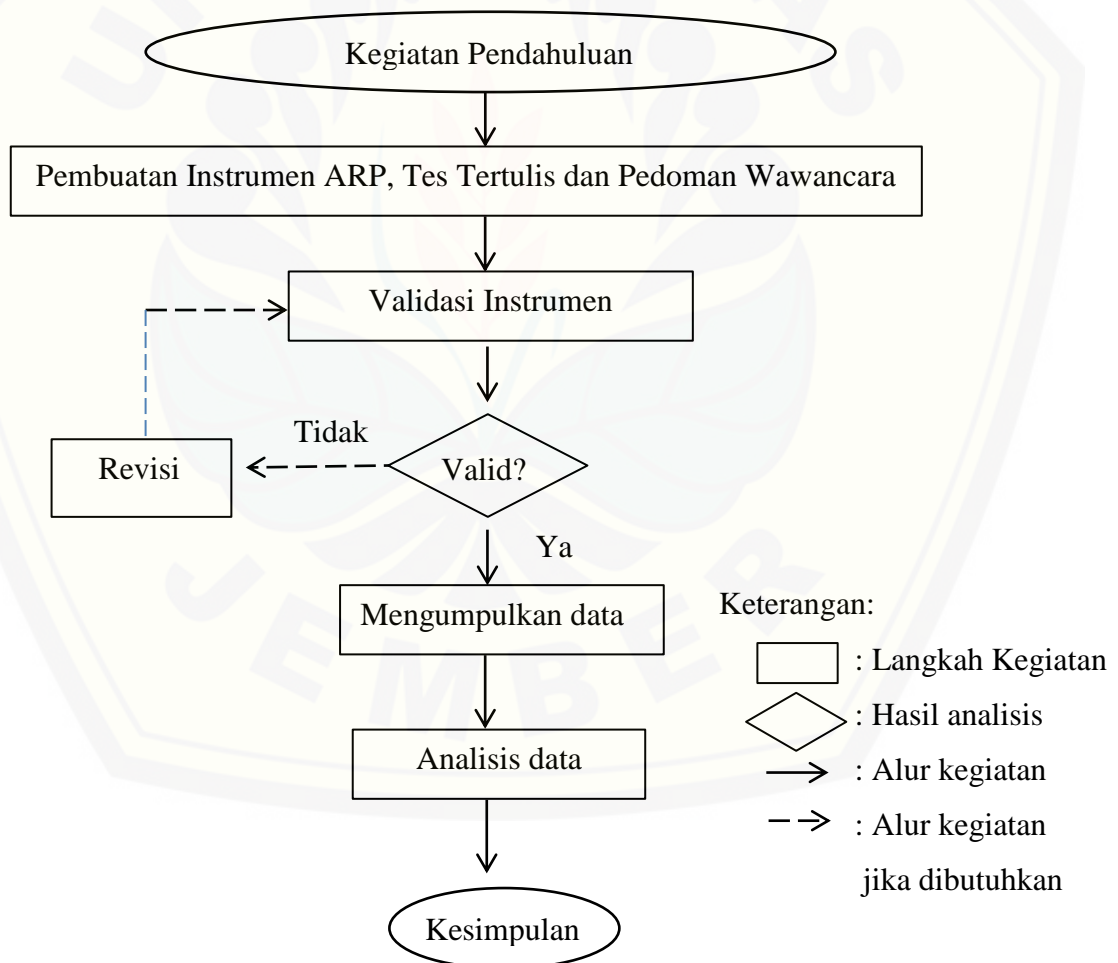 Kegiatan Pendahuluan
Pembuatan Instrumen ARP, Tes Tertulis dan Pedoman Wawancara
Validasi Instrumen
Tidak
Revisi
Valid?
Ya
Mengumpulkan data
Analisis data
Kesimpulan
Keterangan:
: Langkah Kegiatan
: Hasil analisis
: Alur kegiatan
: Alur kegiatan
jika dibutuhkan
JEMBER